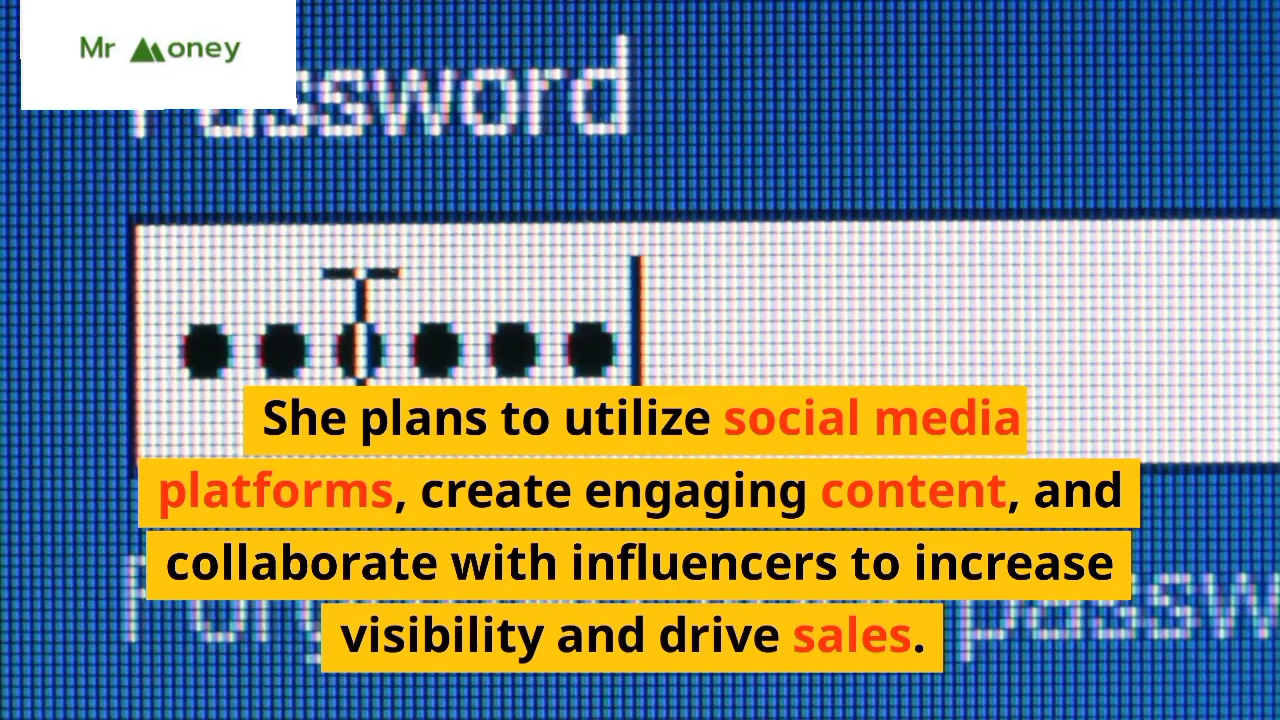 Mr Money
Password
She plans to utilize social media
platforms, create engaging content, and
collaborate with influencers to increase
visibility and drive sales.